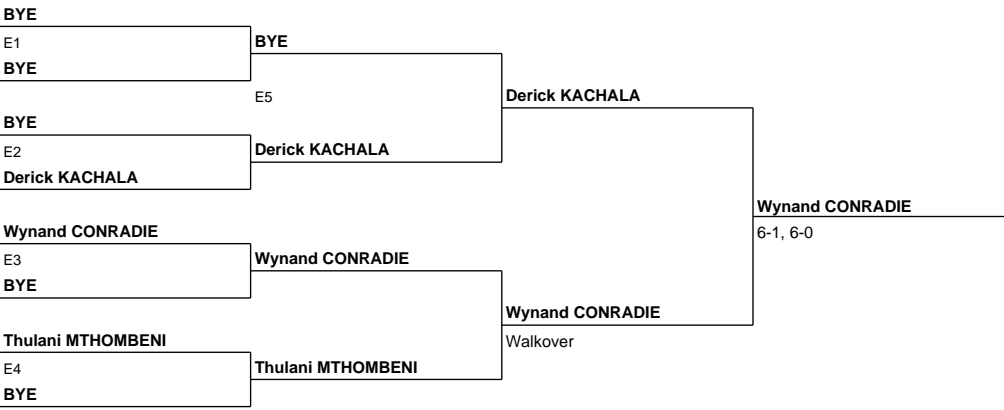 BYE
E1
BYE
BYE
E5
Derick KACHALA
BYE
E2
Derick KACHALA
Derick KACHALA
Wynand CONRADIE
6-1, 6-0
Wynand CONRADIE
E3
Wynand CONRADIE
BYE
Wynand CONRADIE
Walkover
Thulani MTHOMBENI
E4
Thulani MTHOMBENI
BYE